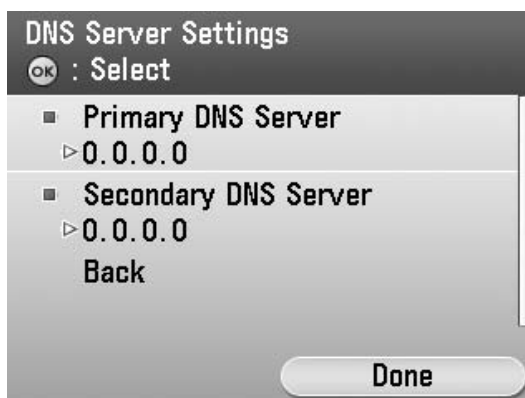 DNS Server Settings
OK : Select
Primary DNS Server
0.0.0.0
Secondary DNS Server
0.0.0.0
Back
Done